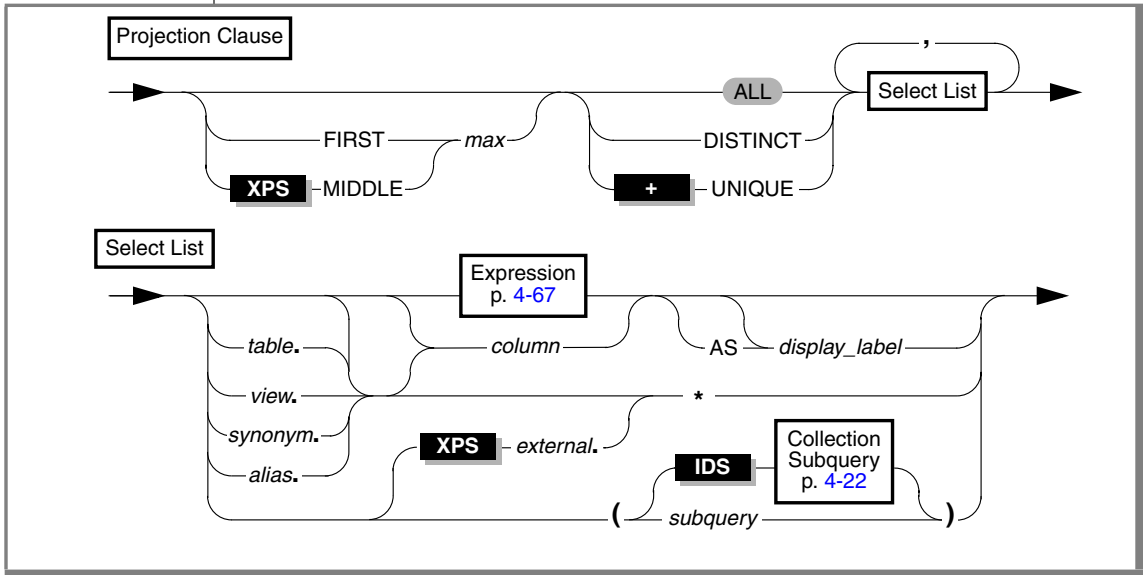 Projection Clause
,
ALL
Select List
FIRST
max
DISTINCT
XPS
MIDDLE
+
UNIQUE
Select List
Expression
p. 4-67
table.
column
AS
display_label
view.
*
synonym.
XPS
external.
Collection
Subquery
p. 4-22
IDS
alias.
(
subquery
)